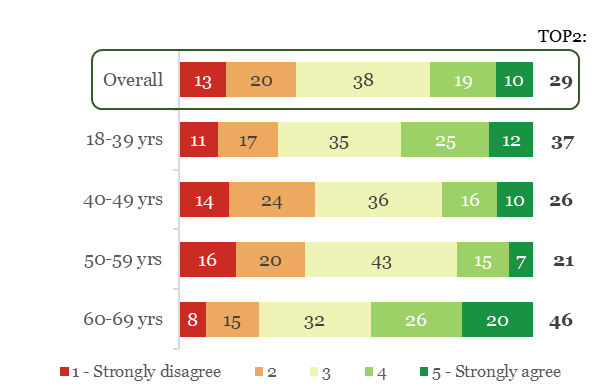 TOP2:
Overall 13 20 38 19 10 29
18-39 yrs 11 17 35 25 12 37
40-49 yrs 14 24 36 16 10 26
50-59 yrs 16 20 43 15 7 21
60-69 yrs 8 15 32 26 20 46
1 - Strongly disagree 2 3 4 5 - Strongly agree